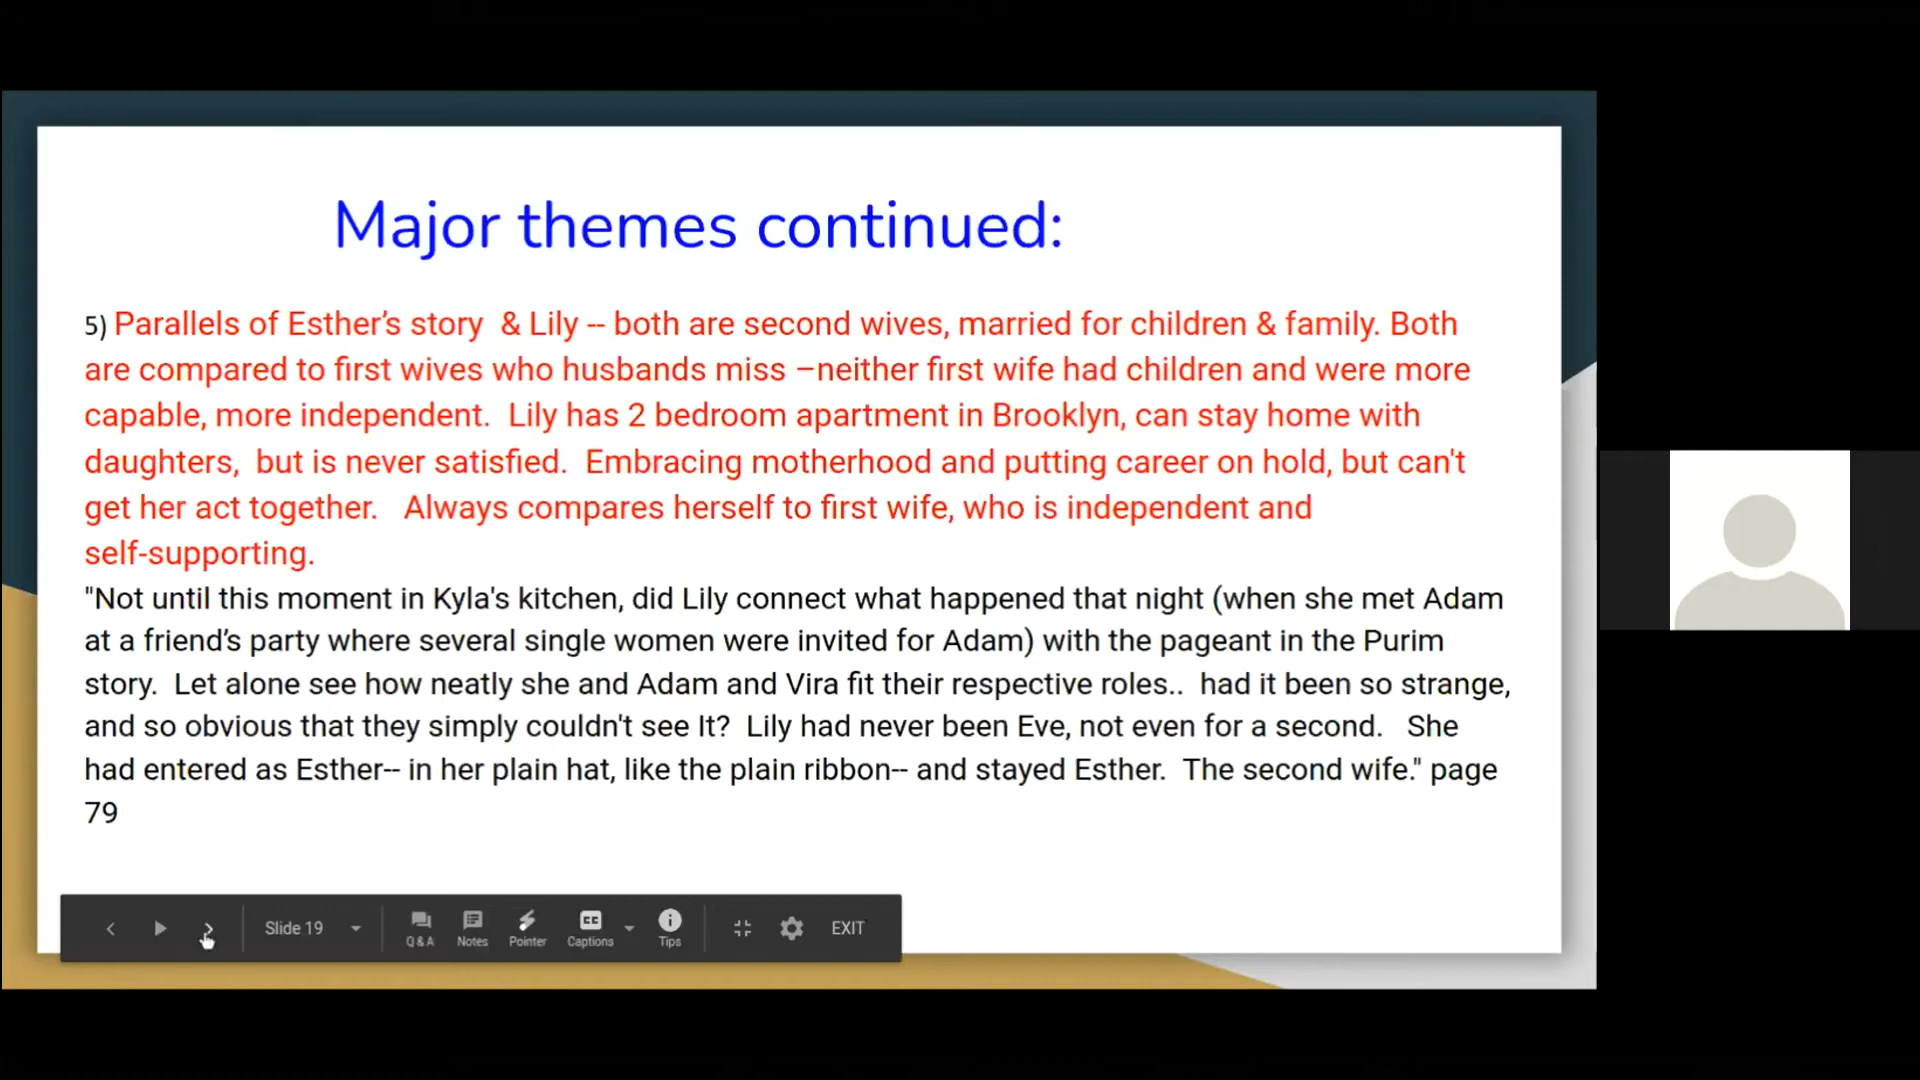 Major themes continued:
5) Parallels of Esther’s story  & Lily -- both are second wives, married for children & family. Both
are compared to first wives who husbands miss –neither first wife had children and were more
capable, more independent.  Lily has 2 bedroom apartment in Brooklyn, can stay home with
daughters,  but is never satisfied.  Embracing motherhood and putting career on hold, but can't
get her act together.   Always compares herself to first wife, who is independent and
self-supporting.
"Not until this moment in Kyla's kitchen, did Lily connect what happened that night (when she met Adam
at a friend’s party where several single women were invited for Adam) with the pageant in the Purim
story.  Let alone see how neatly she and Adam and Vira fit their respective roles..  had it been so strange,
and so obvious that they simply couldn't see It?  Lily had never been Eve, not even for a second.   She
had entered as Esther-- in her plain hat, like the plain ribbon-- and stayed Esther.  The second wife." page
79
Slide 19
Q & A
Notes
Pointer
CC
Captions
Tips
EXIT